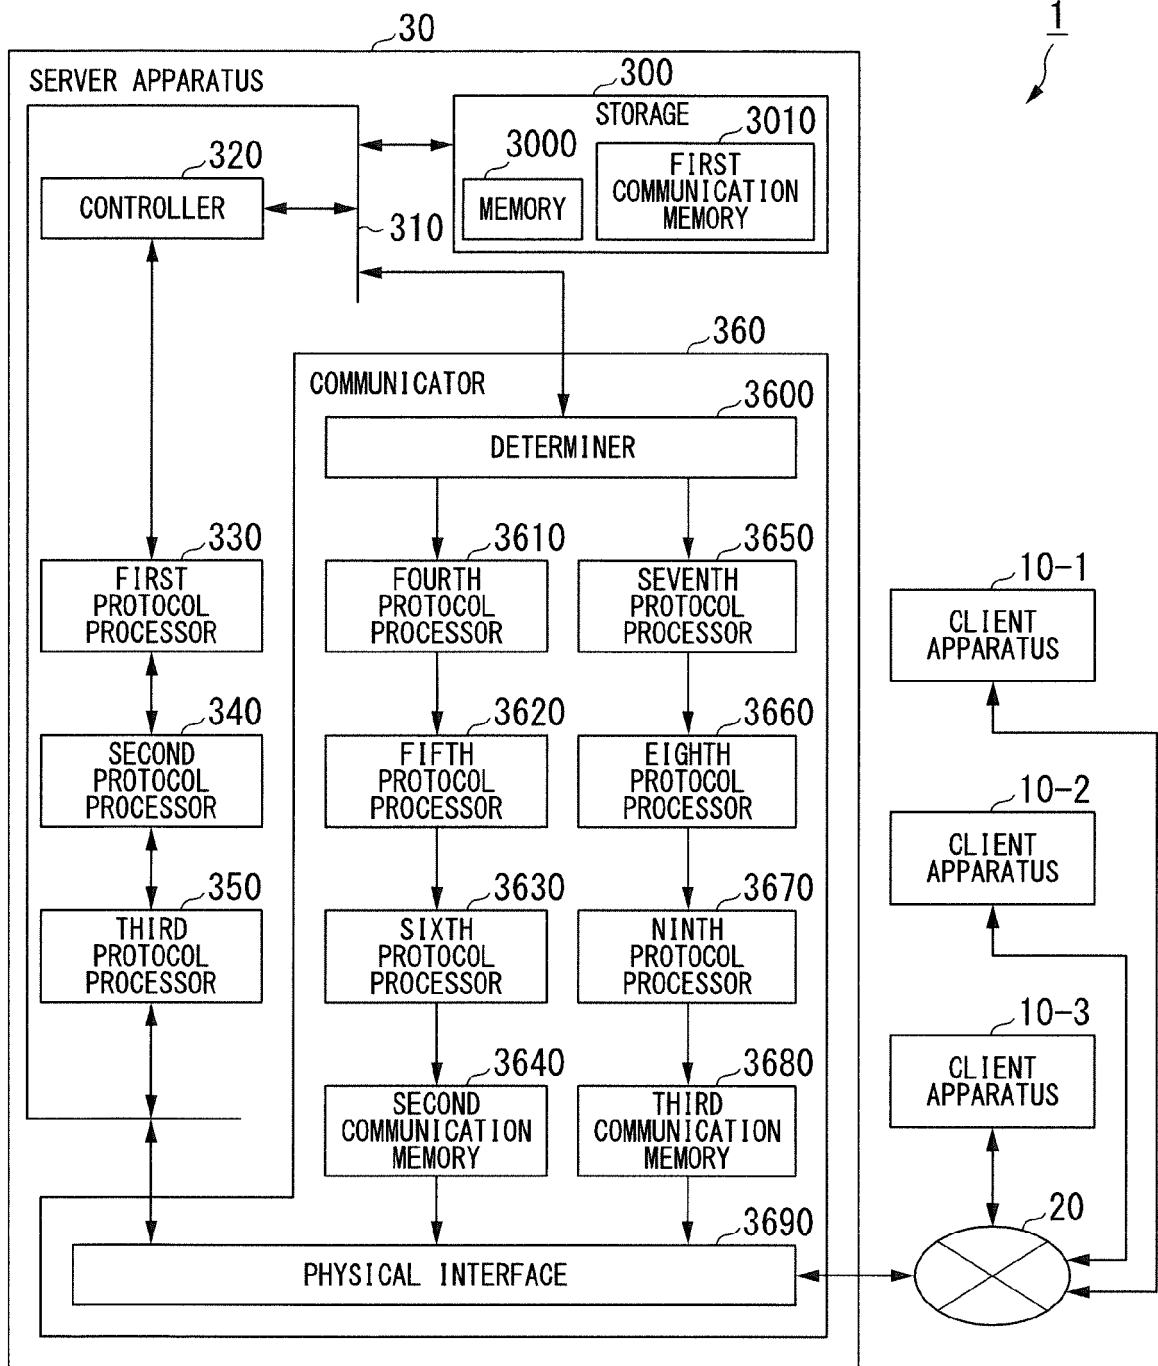 1
30
SERVER APPARATUS
300
STORAGE
3000
MEMORY
3010
FIRST
COMMUNICATION
MEMORY
320
CONTROLLER
310
360
COMMUNICATOR
3600
DETERMINER
330
FIRST
PROTOCOL
PROCESSOR
3610
FOURTH
PROTOCOL
PROCESSOR
3650
SEVENTH
PROTOCOL
PROCESSOR
10-1
CLIENT
APPARATUS
340
SECOND
PROTOCOL
PROCESSOR
3620
FIFTH
PROTOCOL
PROCESSOR
3660
EIGHTH
PROTOCOL
PROCESSOR
10-2
CLIENT
APPARATUS
350
THIRD
PROTOCOL
PROCESSOR
3630
SIXTH
PROTOCOL
PROCESSOR
3670
NINTH
PROTOCOL
PROCESSOR
10-3
CLIENT
APPARATUS
3640
SECOND
COMMUNICATION
MEMORY
3680
THIRD
COMMUNICATION
MEMORY
3690
PHYSICAL INTERFACE
20